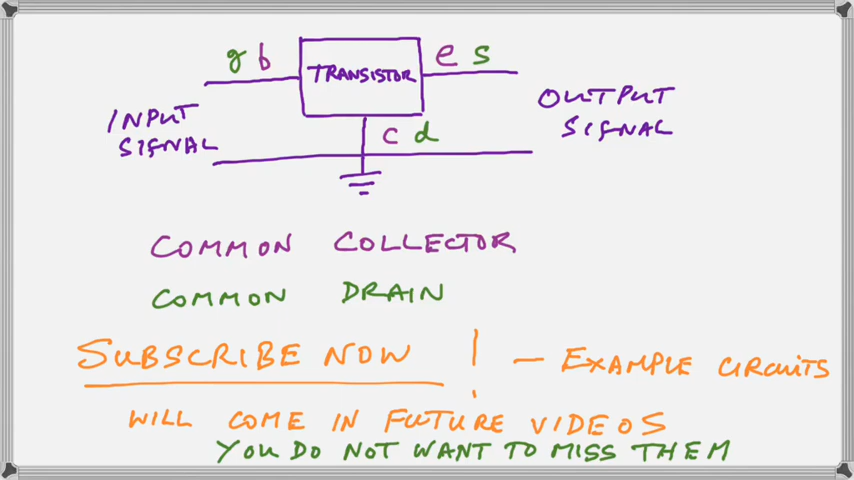 g b
TRANSISTOR
e s
INPUT
SIGNAL
OUTPUT
SIGNAL
c d
COMMON COLLECTOR
COMMON DRAIN
SUBSCRIBE NOW ! - EXAMPLE CIRCUITS
WILL COME IN FUTURE VIDEOS
YOU DO NOT WANT TO MISS THEM